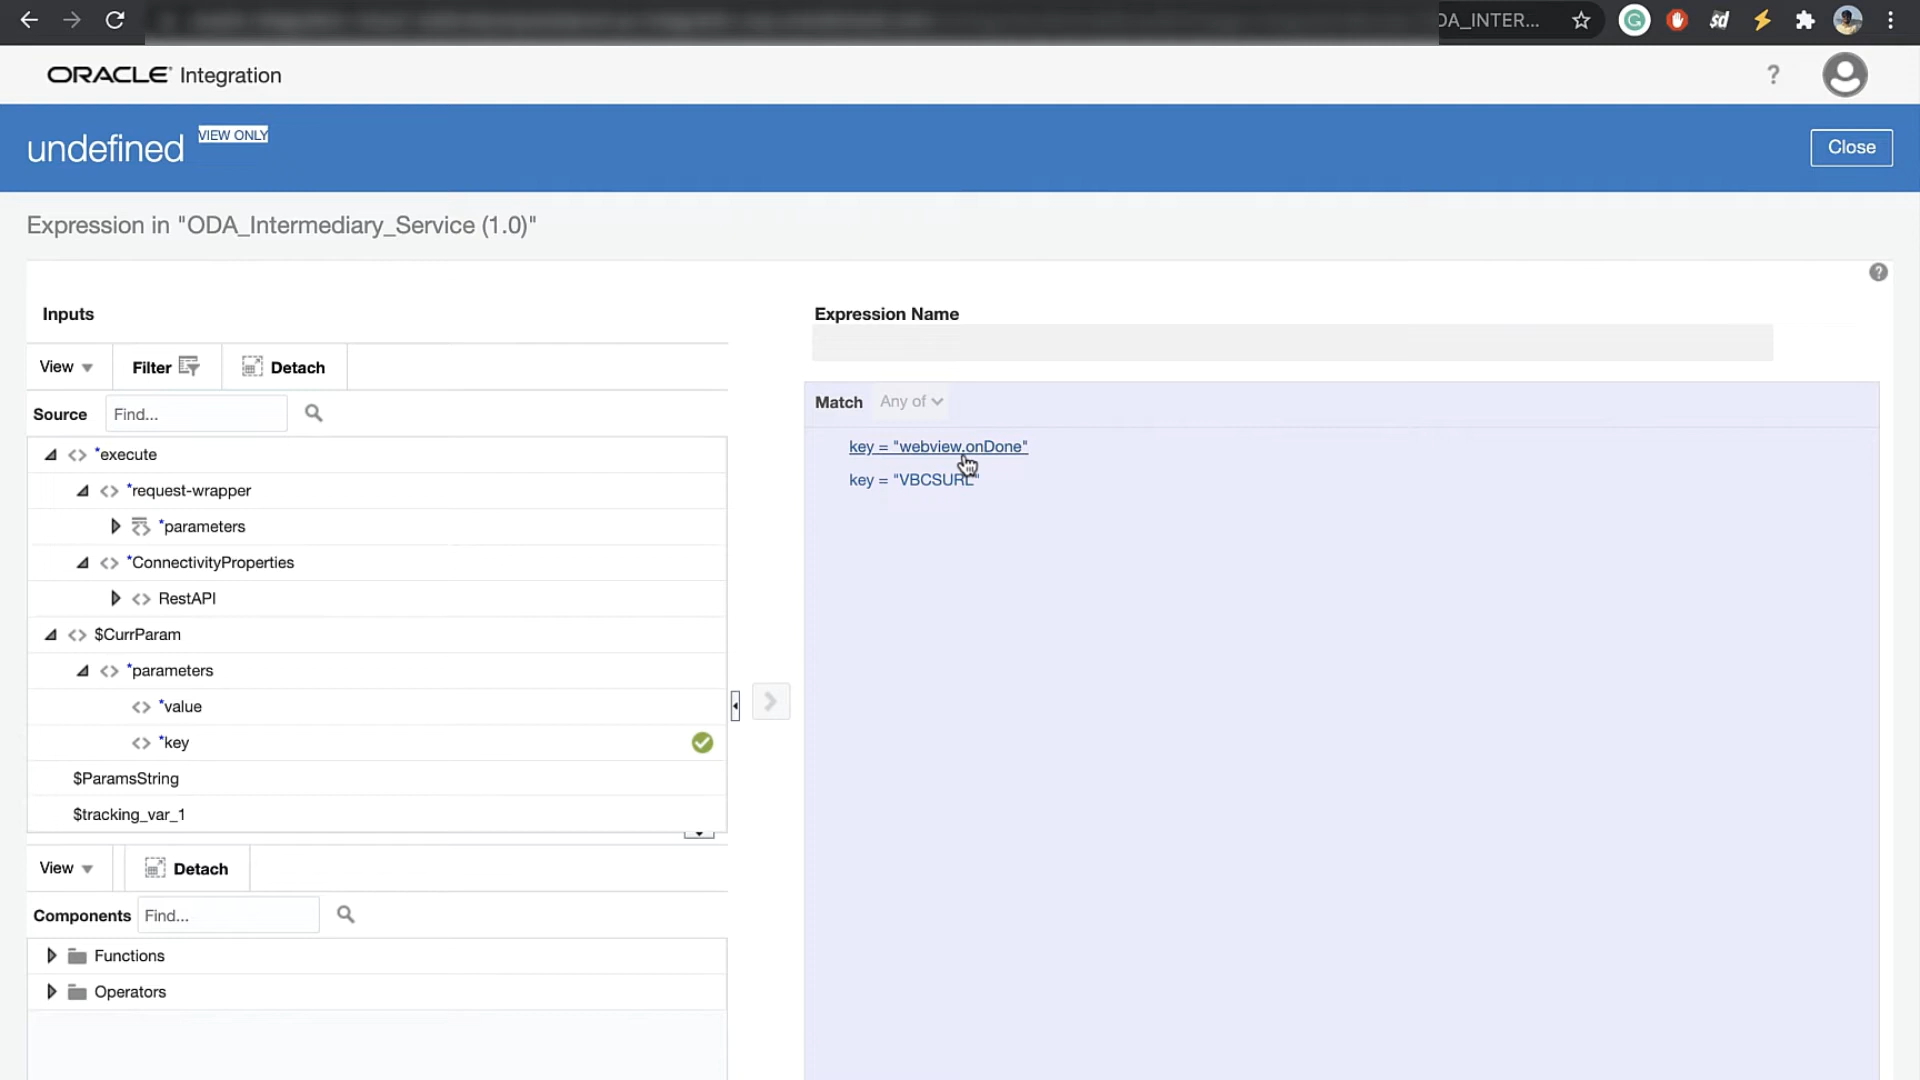 DA_INTER...
ORACLE Integration
?
undefined VIEW ONLY
Close
Expression in "ODA_Intermediary_Service (1.0)"
?
Inputs
View Filter Detach
Source Find...
<> *execute
<> *request-wrapper
*parameters
<> *ConnectivityProperties
<> RestAPI
<> $CurrParam
<> *parameters
<> *value
<> *key
$ParamsString
$tracking_var_1
View Detach
Components Find...
Functions
Operators
Expression Name
Match Any of
key = "webview.onDone"
key = "VBCSURL"